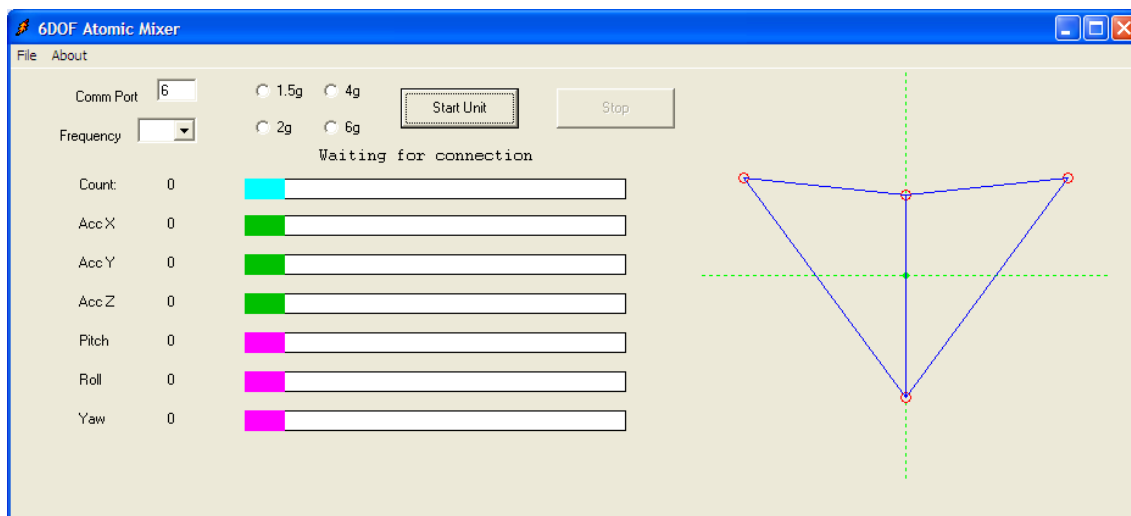 6DOF Atomic Mixer
File About
Comm Port 6 1.5g 4g Start Unit Stop
Frequency 2g 6g
Waiting for connection
Count: 0
Acc X 0
Acc Y 0
Acc Z 0
Pitch 0
Roll 0
Yaw 0